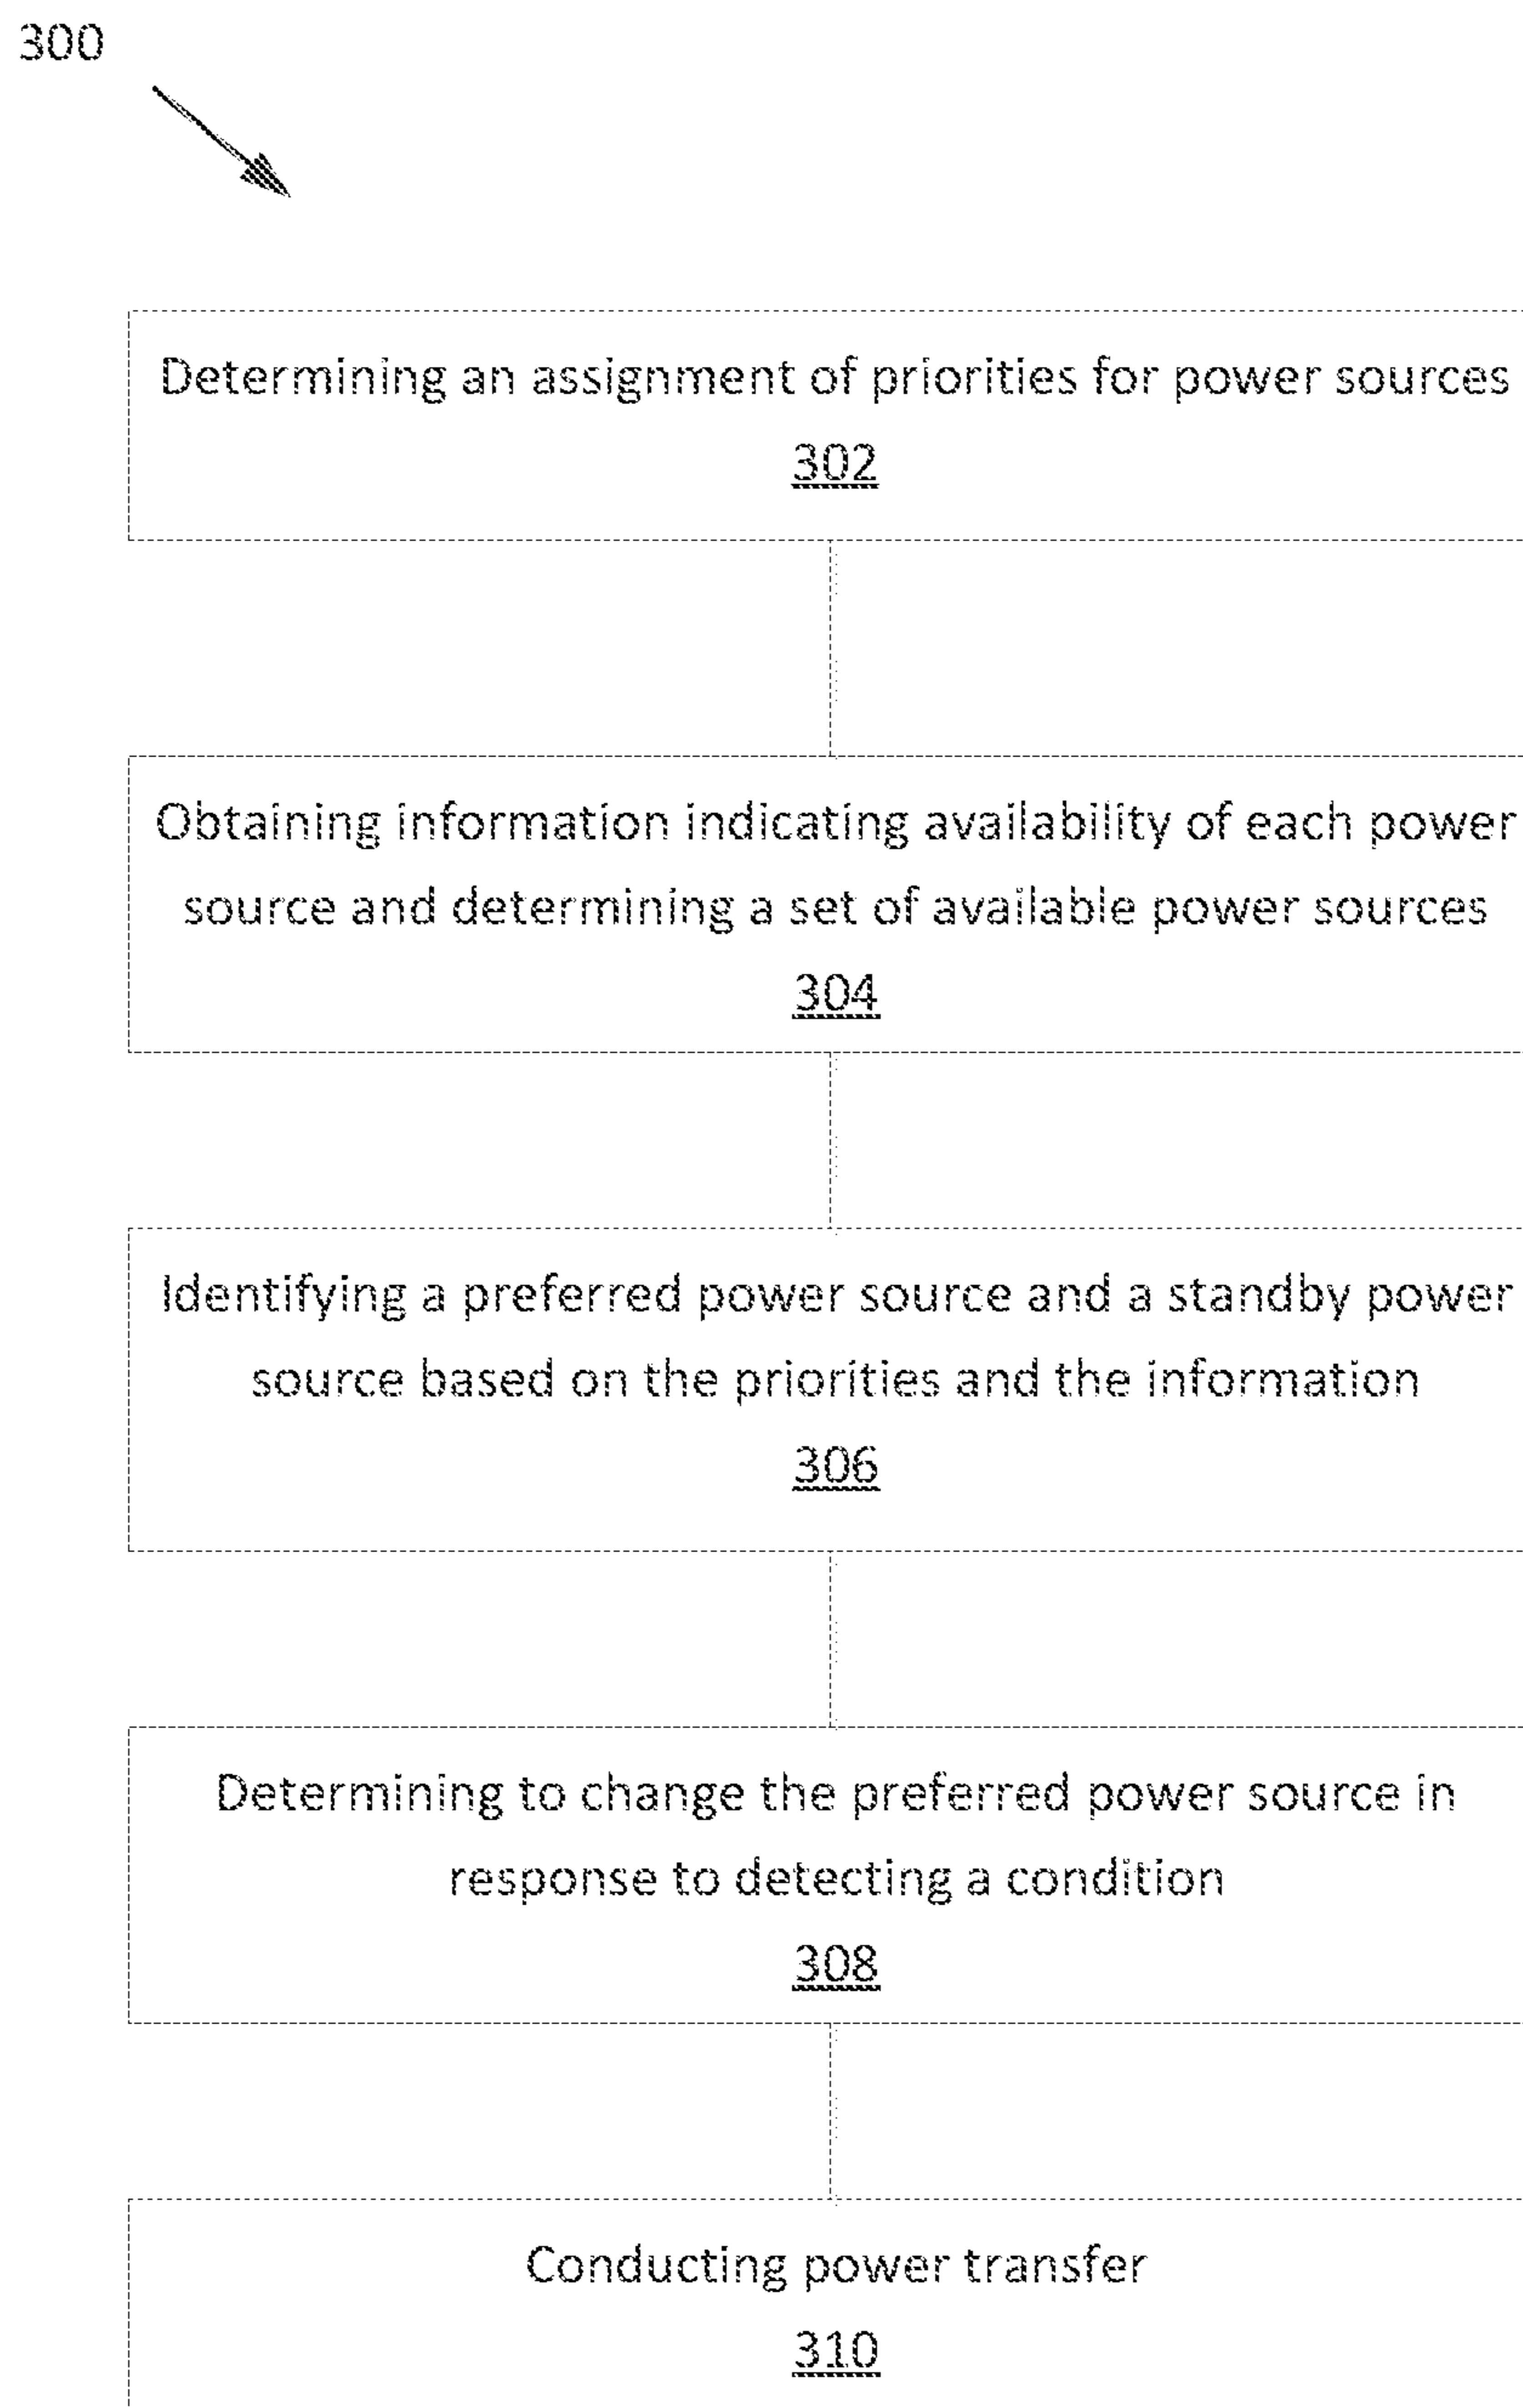 300
Determining an assignment of priorities for power sources
302
Obtaining information indicating availability of each power
source and determining a set of available power sources
304
Identifying a preferred power source and a standby power
source based on the priorities and the information
306
Determining to change the preferred power source in
response to detecting a condition
308
Conducting power transfer
310